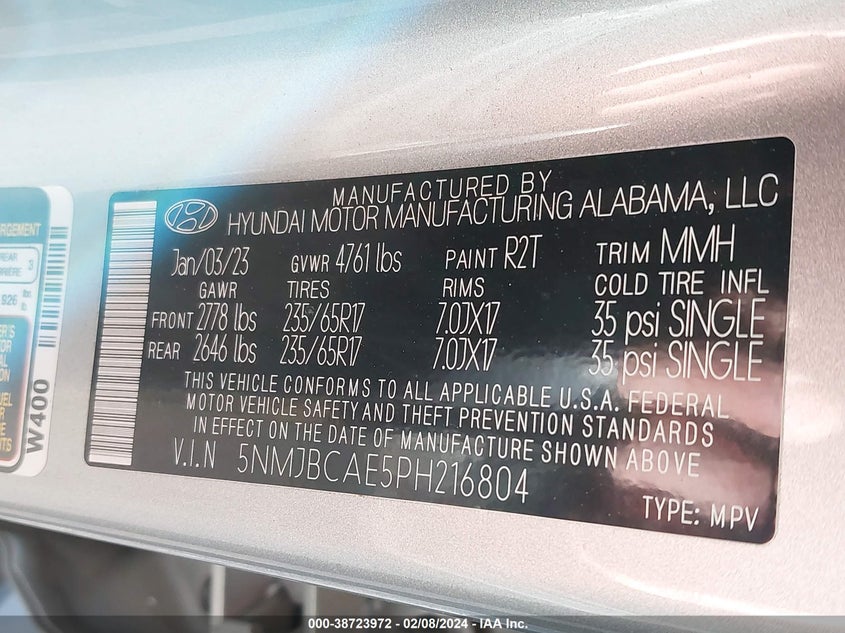 MANUFACTURED BY
HYUNDAI MOTOR MANUFACTURING ALABAMA, LLC
Jan/03/23 GVWR 4761 lbs PAINT R2T TRIM MMH
GAWR TIRES RIMS COLD TIRE INFL
FRONT 2778 lbs 235/65R17 7.0JX17 35 psi SINGLE
REAR 2646 lbs 235/65R17 7.0JX17 35 psi SINGLE
THIS VEHICLE CONFORMS TO ALL APPLICABLE U.S.A. FEDERAL
MOTOR VEHICLE SAFETY AND THEFT PREVENTION STANDARDS
IN EFFECT ON THE DATE OF MANUFACTURE SHOWN ABOVE
V.I.N 5NMJBCAE5PH216804
TYPE: MPV
REAR
3
926
W400
000-38723972 - 02/08/2024 - IAA Inc.